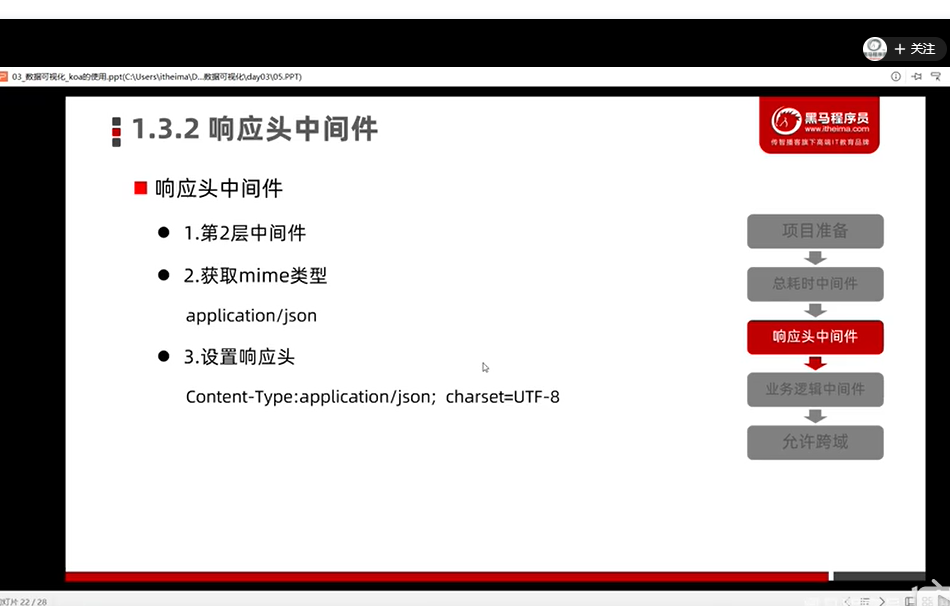 + 关注
03_数据可视化_koa的使用.ppt(C:\Users\itheima\D...数据可视化\day03\05.PPT)
1.3.2 响应头中间件
黑马程序员
www.itheima.com
传智播客旗下高端IT教育品牌
响应头中间件
1.第2层中间件
2.获取mime类型
application/json
3.设置响应头
Content-Type:application/json; charset=UTF-8
项目准备
总耗时中间件
响应头中间件
业务逻辑中间件
允许跨域
22 / 28